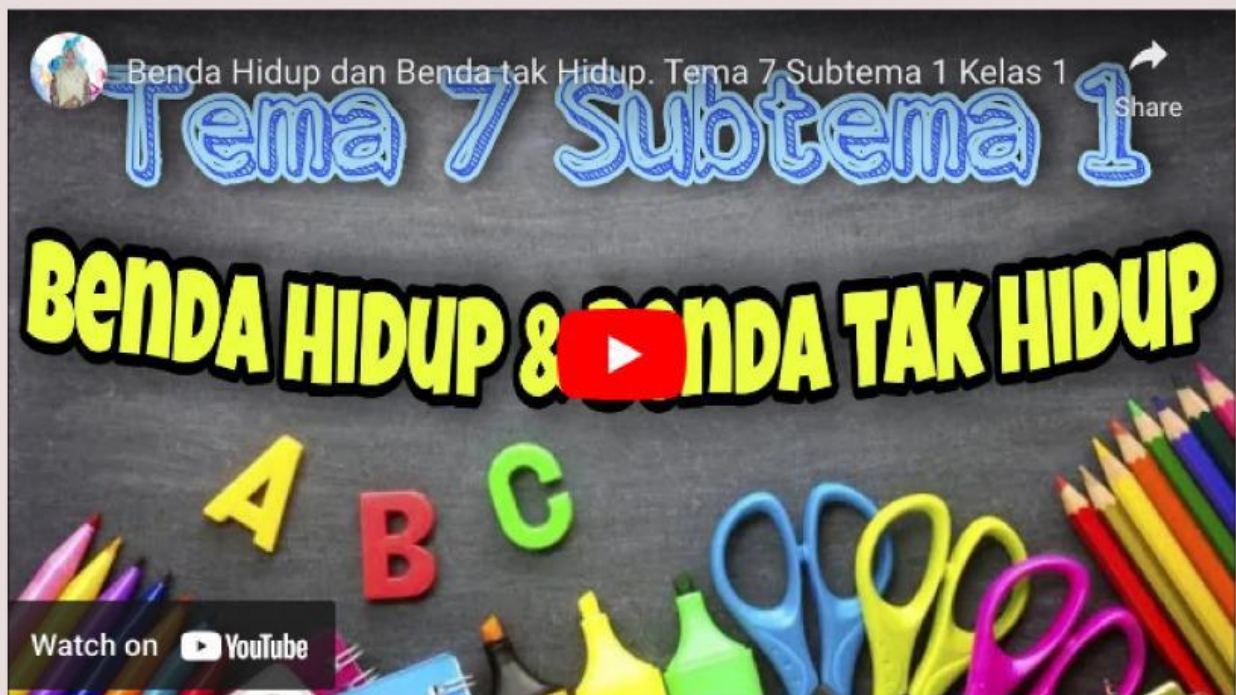 Benda Hidup dan Benda tak Hidup. Tema 7 Subtema 1 Kelas 1
Share
Tema 7 Subtema 1
BENDA HIDUP & BENDA TAK HIDUP
A B C
Watch on YouTube